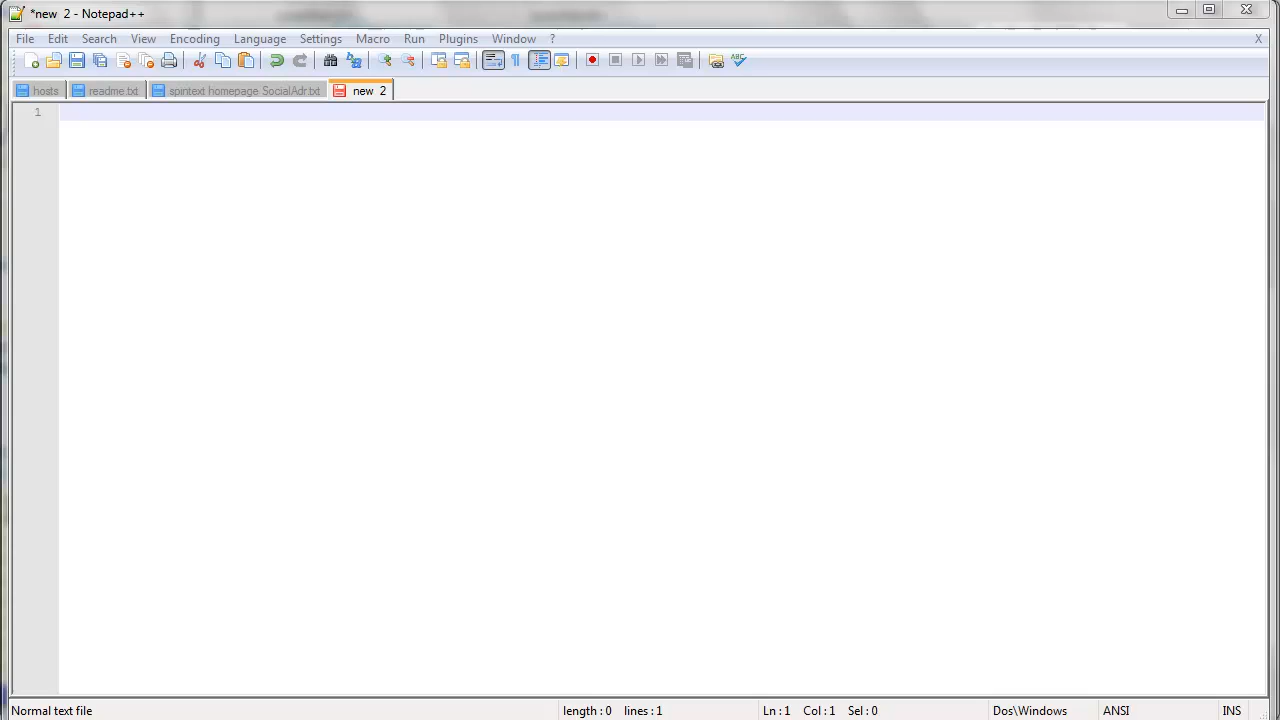 *new 2 - Notepad++
File Edit Search View Encoding Language Settings Macro Run Plugins Window ? X
hosts readme.txt spintext homepage SocialAdr.txt new 2
1
Normal text file length : 0 lines : 1 Ln : 1 Col : 1 Sel : 0 Dos\Windows ANSI INS